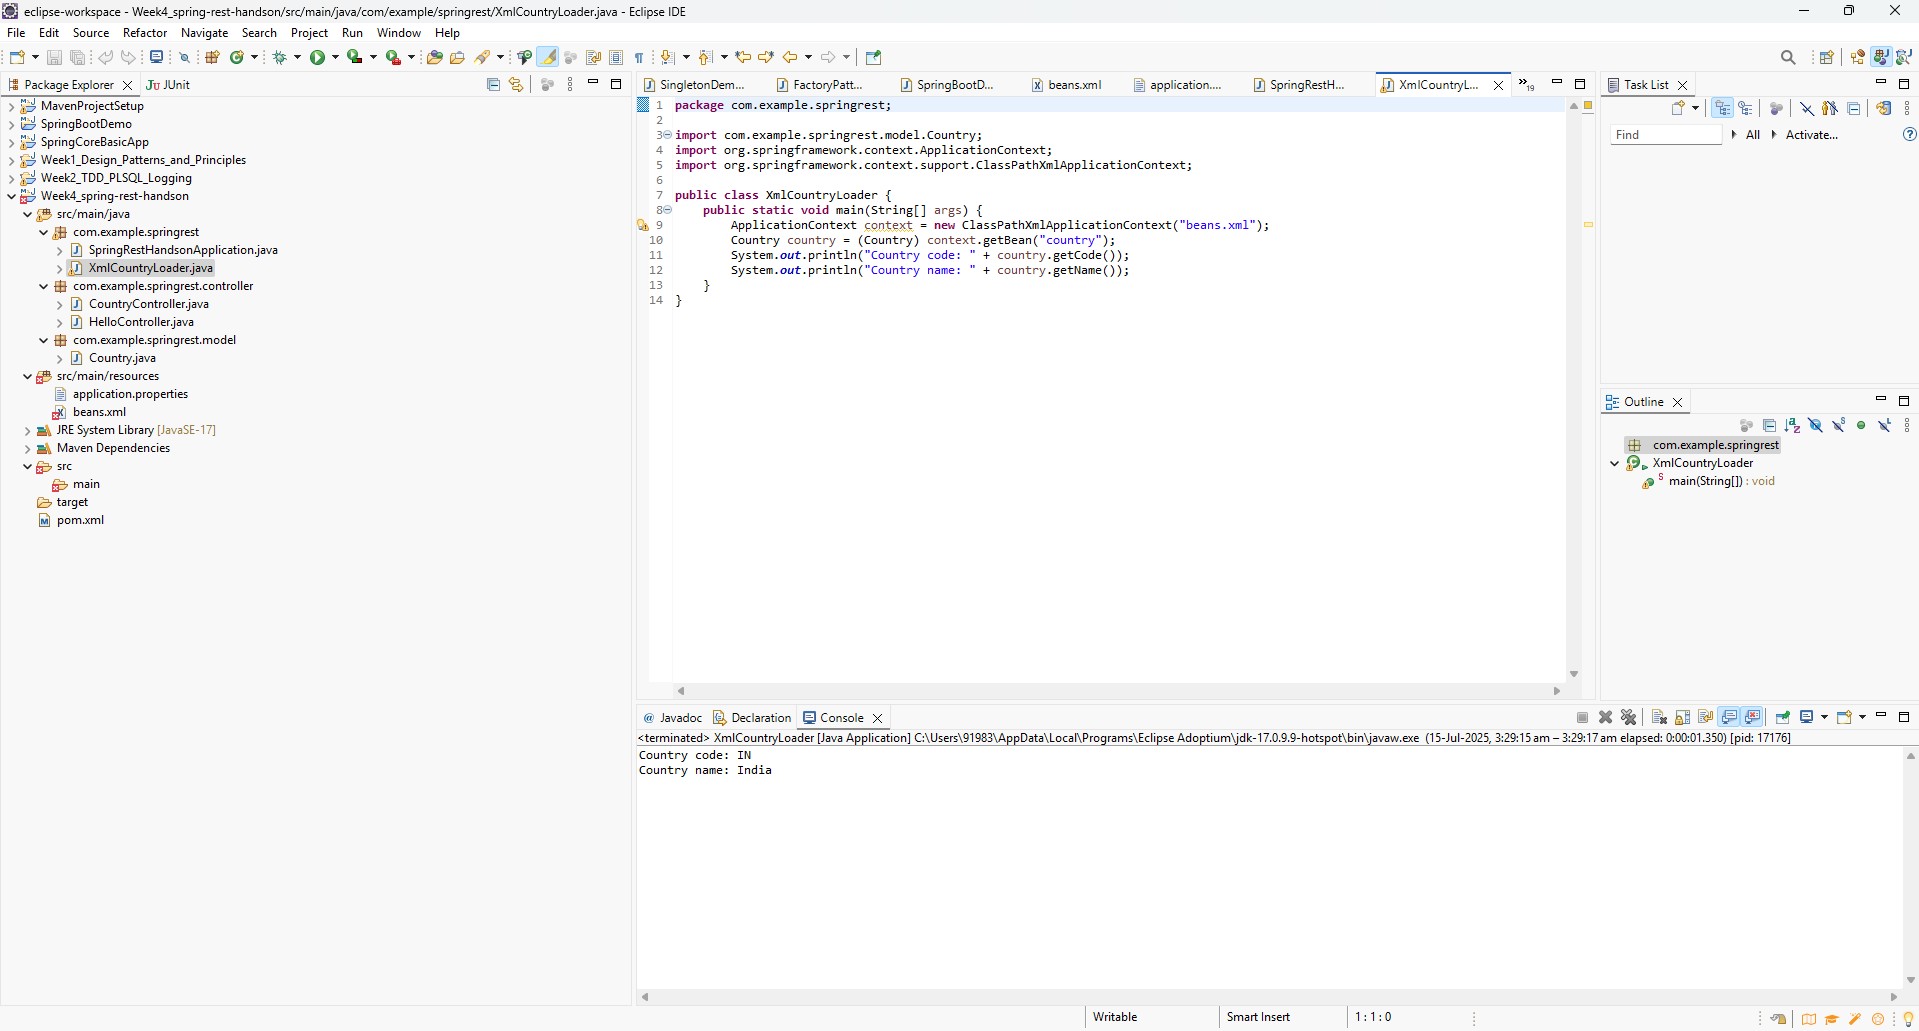 eclipse-workspace - Week4_spring-rest-handson/src/main/java/com/example/springrest/XmlCountryLoader.java - Eclipse IDE
File Edit Source Refactor Navigate Search Project Run Window Help
Package Explorer JUnit
MavenProjectSetup
SpringBootDemo
SpringCoreBasicApp
Week1_Design_Patterns_and_Principles
Week2_TDD_PLSQL_Logging
Week4_spring-rest-handson
src/main/java
com.example.springrest
SpringRestHandsonApplication.java
XmlCountryLoader.java
com.example.springrest.controller
CountryController.java
HelloController.java
com.example.springrest.model
Country.java
src/main/resources
application.properties
beans.xml
JRE System Library [JavaSE-17]
Maven Dependencies
src
main
target
pom.xml
SingletonDem... FactoryPatt... SpringBootD... beans.xml application.... SpringRestH... XmlCountryL... »19
1 package com.example.springrest;
2
3 import com.example.springrest.model.Country;
4 import org.springframework.context.ApplicationContext;
5 import org.springframework.context.support.ClassPathXmlApplicationContext;
6
7 public class XmlCountryLoader {
8 public static void main(String[] args) {
9 ApplicationContext context = new ClassPathXmlApplicationContext("beans.xml");
10 Country country = (Country) context.getBean("country");
11 System.out.println("Country code: " + country.getCode());
12 System.out.println("Country name: " + country.getName());
13 }
14 }
Task List
Find All Activate...
Outline
com.example.springrest
XmlCountryLoader
main(String[]) : void
@ Javadoc Declaration Console
<terminated> XmlCountryLoader [Java Application] C:\Users\91983\AppData\Local\Programs\Eclipse Adoptium\jdk-17.0.9.9-hotspot\bin\javaw.exe (15-Jul-2025, 3:29:15 am – 3:29:17 am elapsed: 0:00:01.350) [pid: 17176]
Country code: IN
Country name: India
Writable Smart Insert 1 : 1 : 0